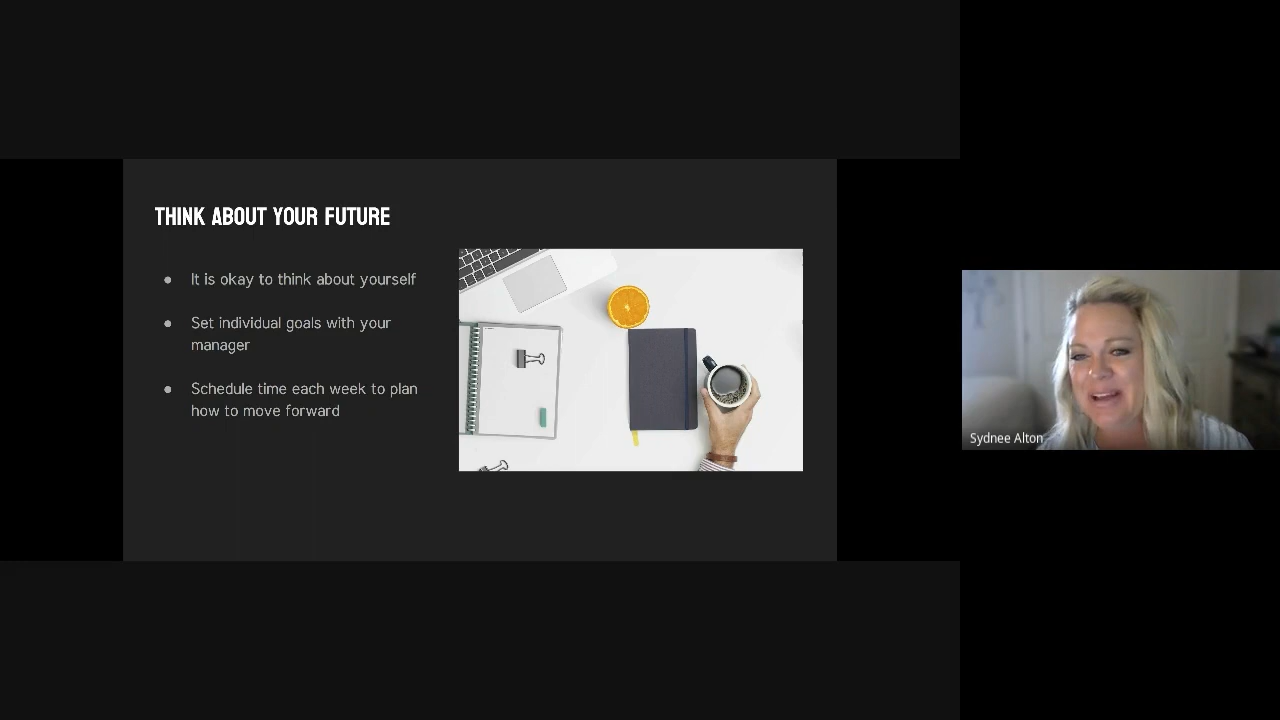 THINK ABOUT YOUR FUTURE
● It is okay to think about yourself
● Set individual goals with your
manager
● Schedule time each week to plan
how to move forward
Sydnee Alton